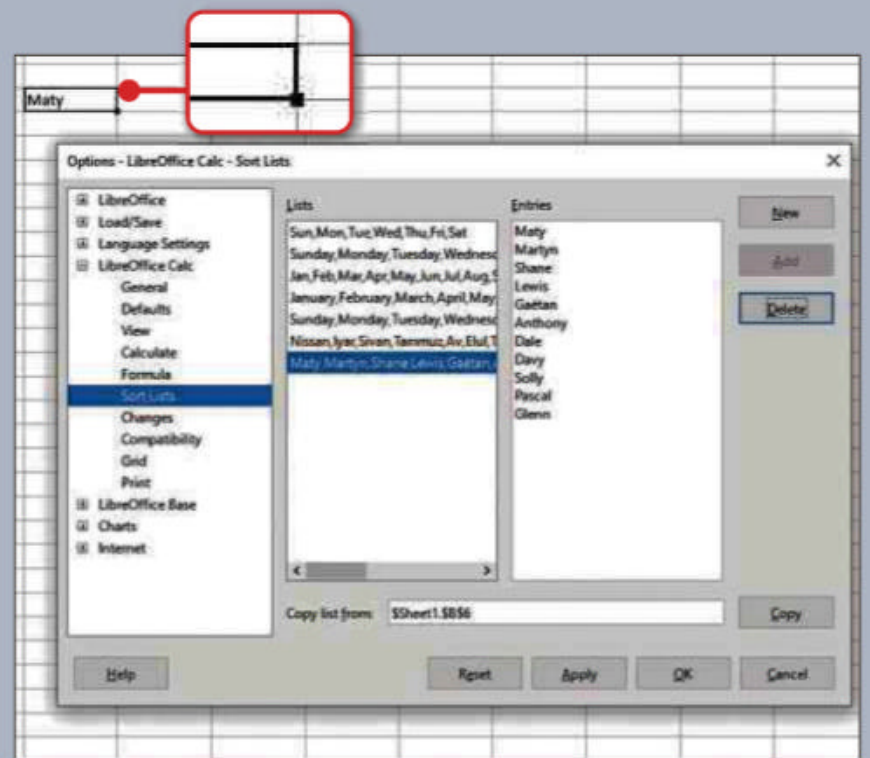 Maty
Options - LibreOffice Calc - Sort Lists
LibreOffice
Load/Save
Language Settings
LibreOffice Calc
General
Defaults
View
Calculate
Formula
Sort Lists
Changes
Compatibility
Grid
Print
LibreOffice Base
Charts
Internet
Lists
Sun,Mon,Tue,Wed,Thu,Fri,Sat
Sunday,Monday,Tuesday,Wednesd
Jan,Feb,Mar,Apr,May,Jun,Jul,Aug,S
January,February,March,April,May
Sunday,Monday,Tuesday,Wednesd
Nissan,Iyar,Sivan,Tammuz,Av,Elul,T
Maty,Martyn,Shane,Lewis,Gaëtan,
Entries
Maty
Martyn
Shane
Lewis
Gaëtan
Anthony
Dale
Davy
Solly
Pascal
Glenn
New
Add
Delete
Copy list from: $Sheet1.$B$6
Copy
Help
Reset
Apply
OK
Cancel